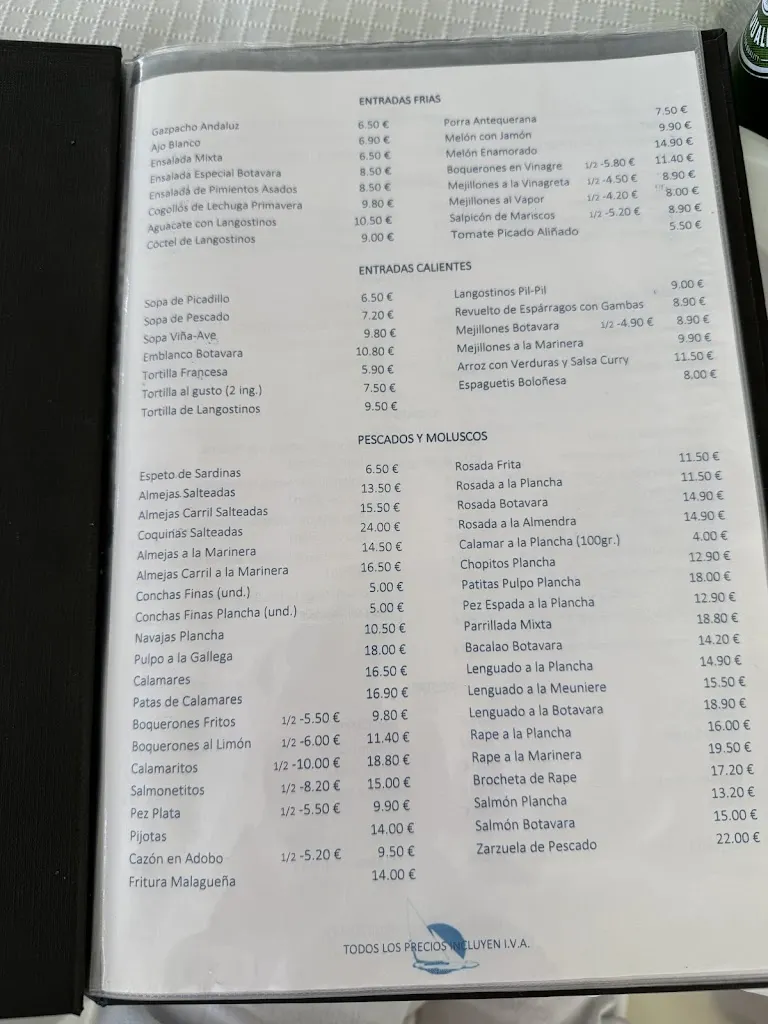 ENTRADAS FRIAS
Gazpacho Andaluz 6.50 €
Ajo Blanco 6.90 €
Ensalada Mixta 6.50 €
Ensalada Especial Botavara 8.50 €
Ensalada de Pimientos Asados 8.50 €
Cogollos de Lechuga Primavera 9.80 €
Aguacate con Langostinos 10.50 €
Cóctel de Langostinos 9.00 €
Porra Antequerana 7.50 €
Melón con Jamón 9.90 €
Melón Enamorado 14.90 €
Boquerones en Vinagre 1/2 -5.80 € 11.40 €
Mejillones a la Vinagreta 1/2 -4.50 € 8.90 €
Mejillones al Vapor 1/2 -4.20 € 8.00 €
Salpicón de Mariscos 1/2 -5.20 € 8.90 €
Tomate Picado Aliñado 5.50 €
ENTRADAS CALIENTES
Sopa de Picadillo 6.50 €
Sopa de Pescado 7.20 €
Sopa Viña-Ave 9.80 €
Emblanco Botavara 10.80 €
Tortilla Francesa 5.90 €
Tortilla al gusto (2 ing.) 7.50 €
Tortilla de Langostinos 9.50 €
Langostinos Pil-Pil 9.00 €
Revuelto de Espárragos con Gambas 8.90 €
Mejillones Botavara 1/2 -4.90 € 8.90 €
Mejillones a la Marinera 9.90 €
Arroz con Verduras y Salsa Curry 11.50 €
Espaguetis Boloñesa 8.00 €
PESCADOS Y MOLUSCOS
Espeto de Sardinas 6.50 €
Almejas Salteadas 13.50 €
Almejas Carril Salteadas 15.50 €
Coquinas Salteadas 24.00 €
Almejas a la Marinera 14.50 €
Almejas Carril a la Marinera 16.50 €
Conchas Finas (und.) 5.00 €
Conchas Finas Plancha (und.) 5.00 €
Navajas Plancha 10.50 €
Pulpo a la Gallega 18.00 €
Calamares 16.50 €
Patas de Calamares 16.90 €
Boquerones Fritos 1/2 -5.50 € 9.80 €
Boquerones al Limón 1/2 -6.00 € 11.40 €
Calamaritos 1/2 -10.00 € 18.80 €
Salmonetitos 1/2 -8.20 € 15.00 €
Pez Plata 1/2 -5.50 € 9.90 €
Pijotas 14.00 €
Cazón en Adobo 1/2 -5.20 € 9.50 €
Fritura Malagueña 14.00 €
Rosada Frita 11.50 €
Rosada a la Plancha 11.50 €
Rosada Botavara 14.90 €
Rosada a la Almendra 14.90 €
Calamar a la Plancha (100gr.) 4.00 €
Chopitos Plancha 12.90 €
Patitas Pulpo Plancha 18.00 €
Pez Espada a la Plancha 12.90 €
Parrillada Mixta 18.80 €
Bacalao Botavara 14.20 €
Lenguado a la Plancha 14.90 €
Lenguado a la Meuniere 15.50 €
Lenguado a la Botavara 18.90 €
Rape a la Plancha 16.00 €
Rape a la Marinera 19.50 €
Brocheta de Rape 17.20 €
Salmón Plancha 13.20 €
Salmón Botavara 15.00 €
Zarzuela de Pescado 22.00 €
TODOS LOS PRECIOS INCLUYEN I.V.A.